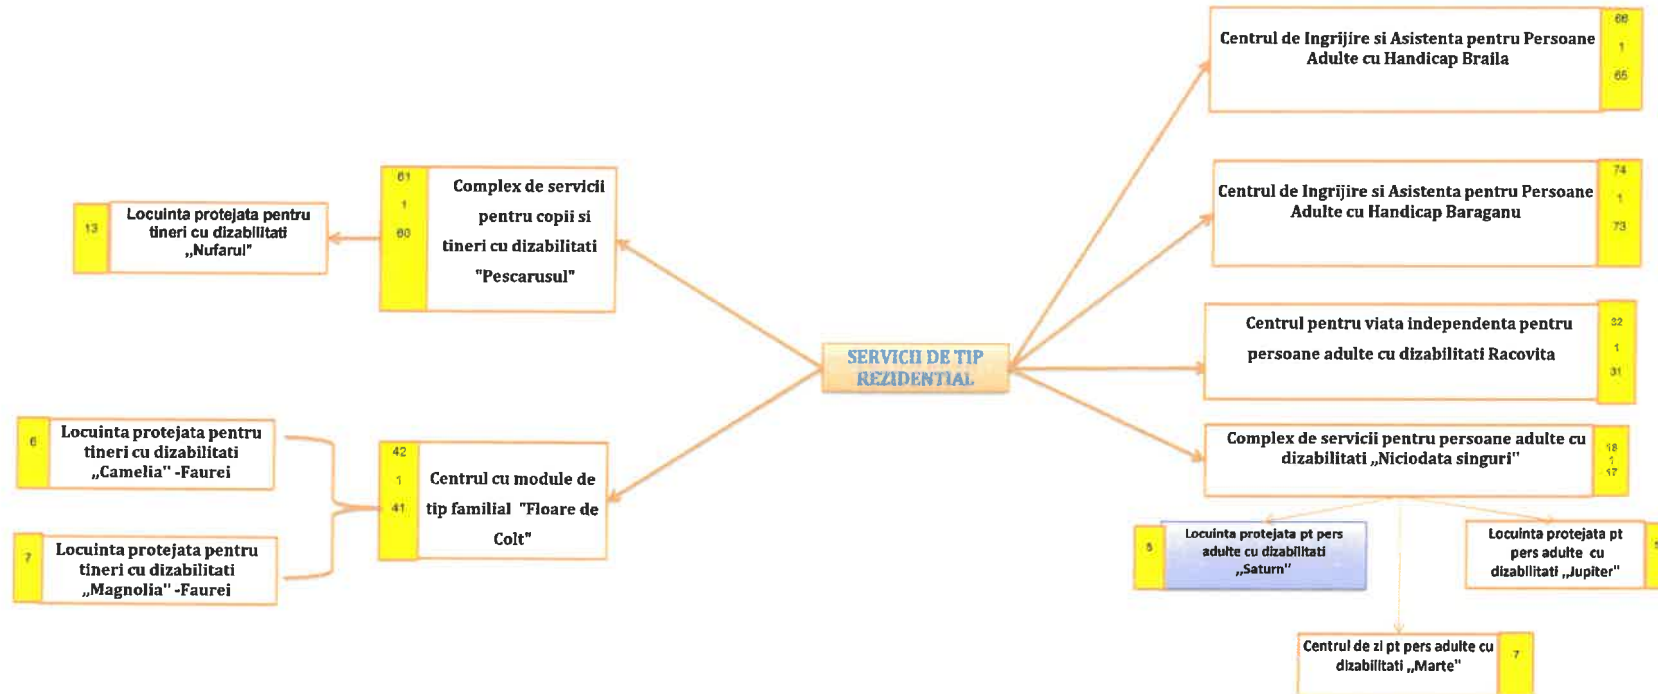 66
Centrul de Ingrijire si Asistenta pentru Persoane
1
Adulte cu Handicap Braila
65
61
1
60
Complex de servicii
pentru copii si
tineri cu dizabilitati
"Pescarusul"
13
Locuinta protejata pentru
tineri cu dizabilitati
„Nufarul"
74
Centrul de Ingrijire si Asistenta pentru Persoane
1
Adulte cu Handicap Baraganu
73
SERVICII DE TIP
REZIDENTIAL
Centrul pentru viata independenta pentru
persoane adulte cu dizabilitati Racovita
32
1
31
6
Locuinta protejata pentru
tineri cu dizabilitati
„Camelia" -Faurei
42
1
41
Centrul cu module de
tip familial "Floare de
Colt"
7
Locuinta protejata pentru
tineri cu dizabilitati
„Magnolia" -Faurei
Complex de servicii pentru persoane adulte cu
dizabilitati „Niciodata singuri"
18
1
17
Locuinta protejata pt pers
adulte cu dizabilitati
„Saturn"
Locuinta protejata pt
pers adulte cu
dizabilitati „Jupiter"
Centrul de zi pt pers adulte cu
dizabilitati „Marte"
7